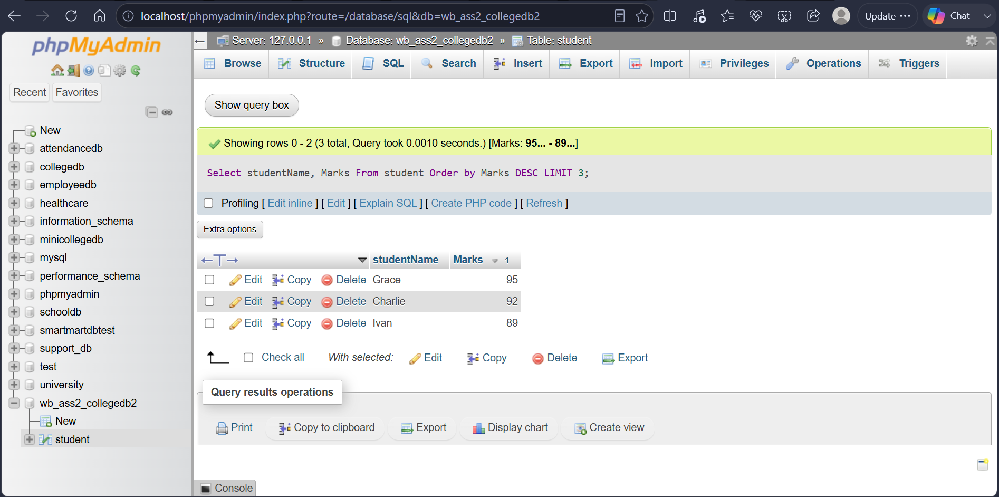 localhost/phpmyadmin/index.php?route=/database/sql&db=wb_ass2_collegedb2
Update
Chat
phpMyAdmin
Recent
Favorites
New
attendancedb
collegedb
employeedb
healthcare
information_schema
minicollegedb
mysql
performance_schema
phpmyadmin
schooldb
smartmartdbtest
support_db
test
university
wb_ass2_collegedb2
New
student
Server: 127.0.0.1 » Database: wb_ass2_collegedb2 » Table: student
Browse Structure SQL Search Insert Export Import Privileges Operations Triggers
Show query box
Showing rows 0 - 2 (3 total, Query took 0.0010 seconds.) [Marks: 95... - 89...]
Select studentName, Marks From student Order by Marks DESC LIMIT 3;
Profiling [ Edit inline ] [ Edit ] [ Explain SQL ] [ Create PHP code ] [ Refresh ]
Extra options
studentName Marks 1
Edit Copy Delete Grace 95
Edit Copy Delete Charlie 92
Edit Copy Delete Ivan 89
Check all With selected: Edit Copy Delete Export
Query results operations
Print Copy to clipboard Export Display chart Create view
Console